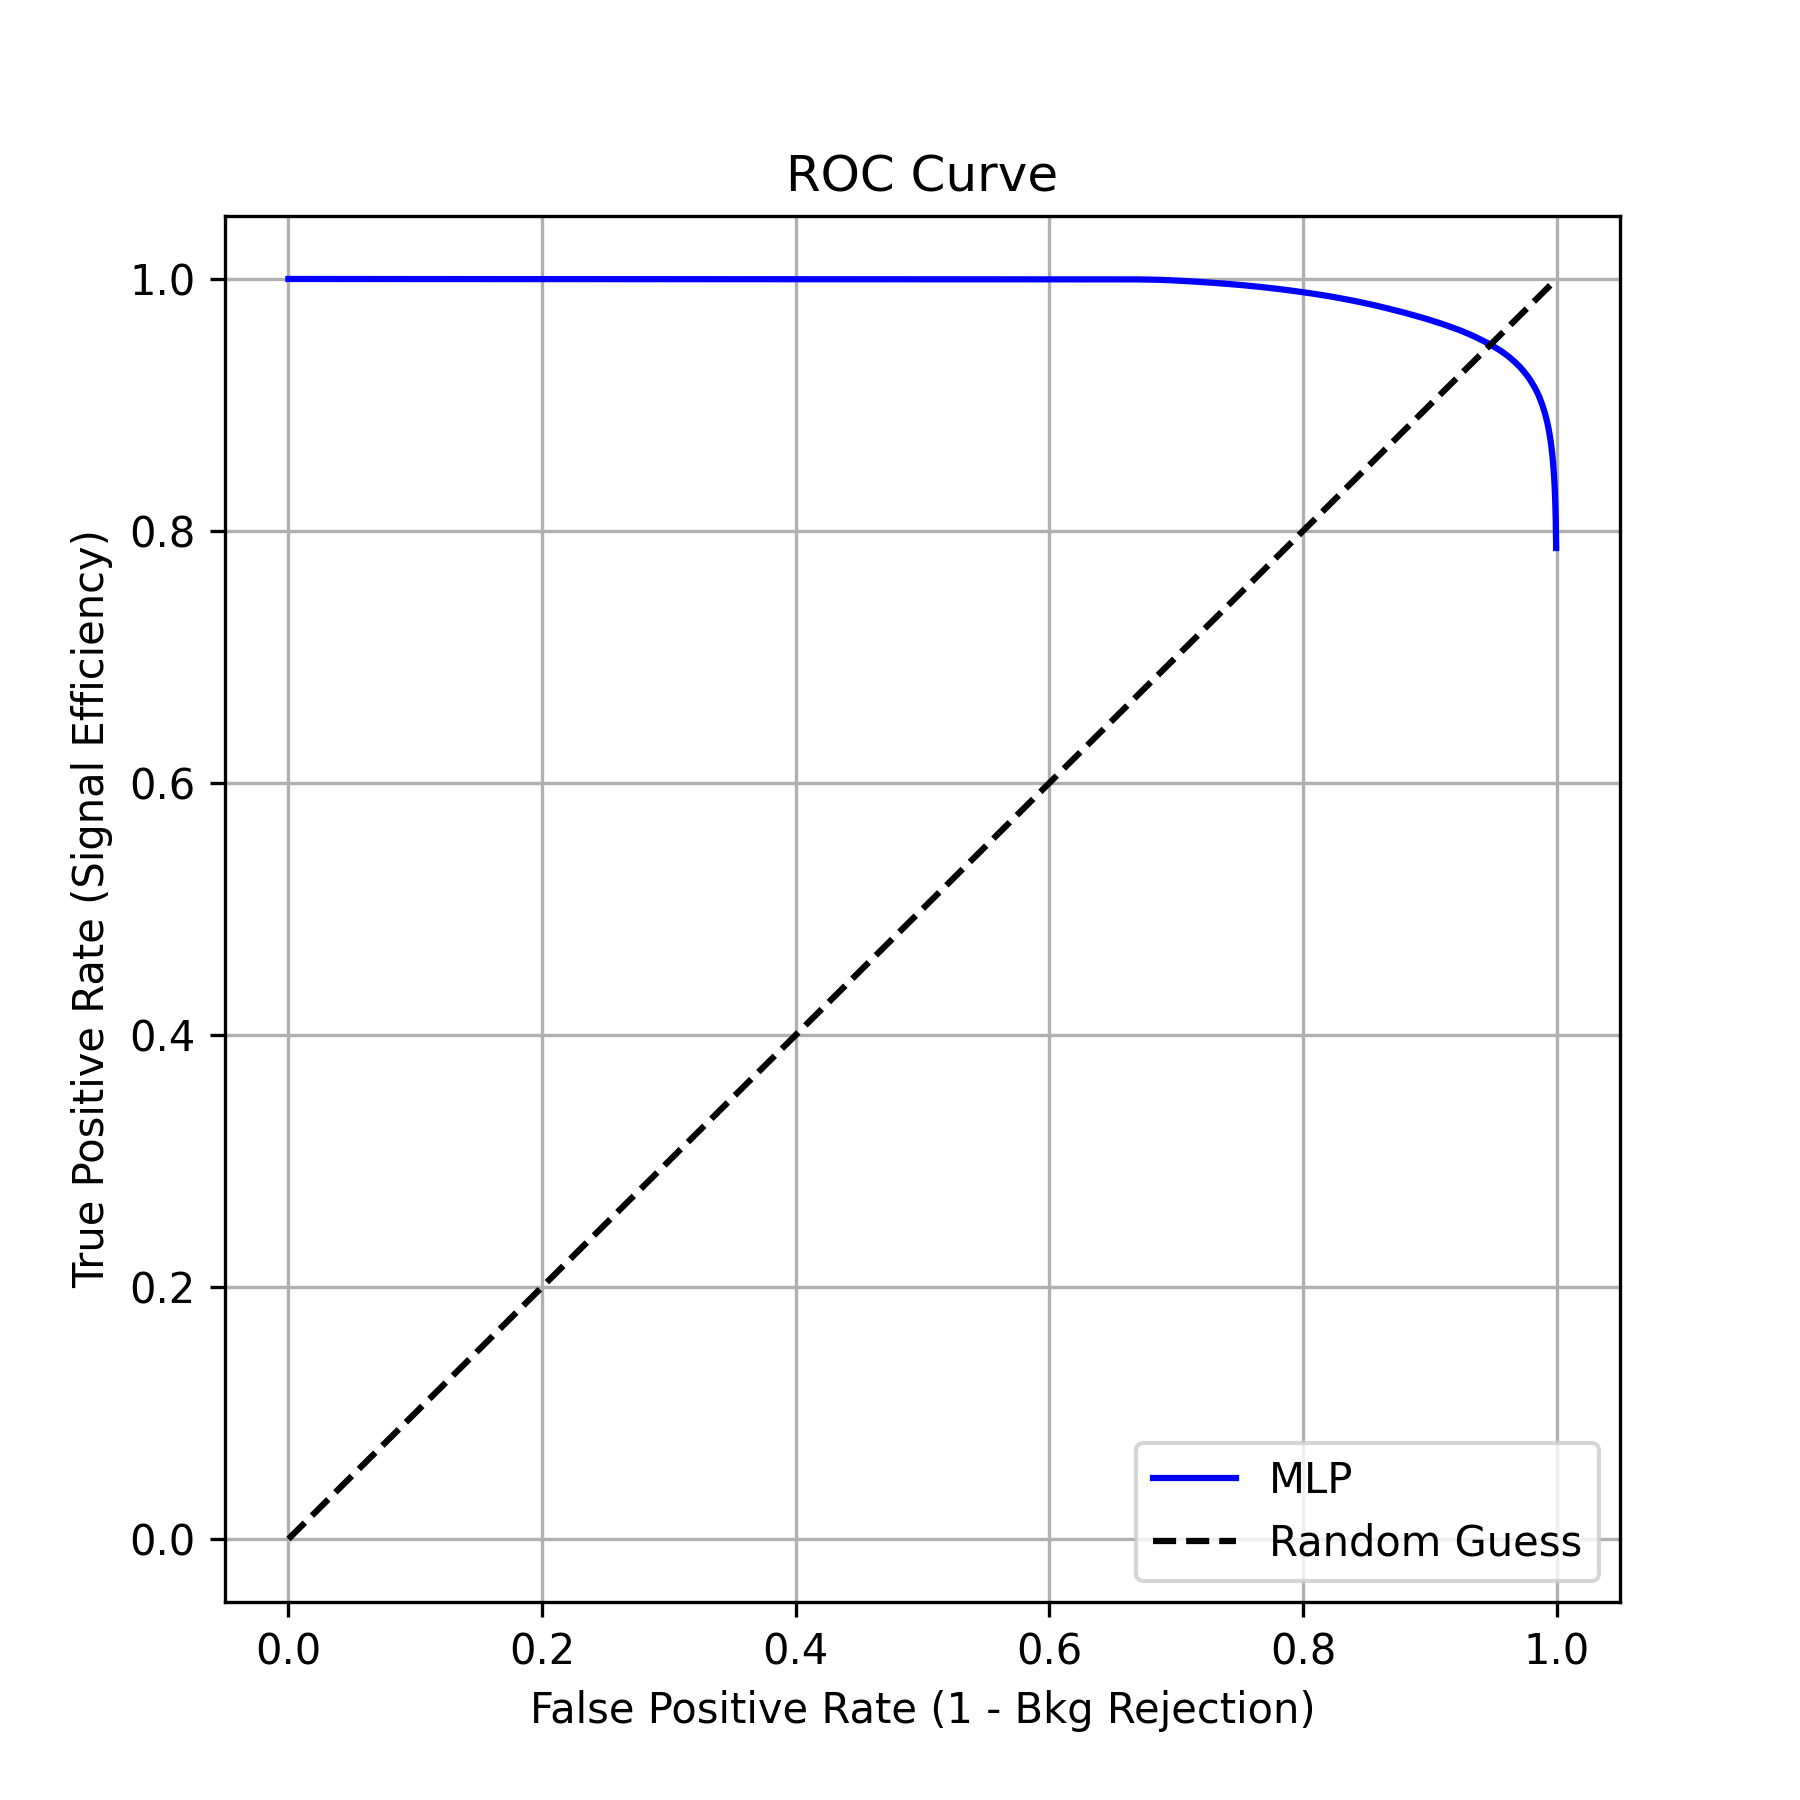 ROC Curve
True Positive Rate (Signal Efficiency)
1.0
0.8
0.6
0.4
0.2
0.0
0.0 0.2 0.4 0.6 0.8 1.0
False Positive Rate (1 - Bkg Rejection)
MLP
Random Guess